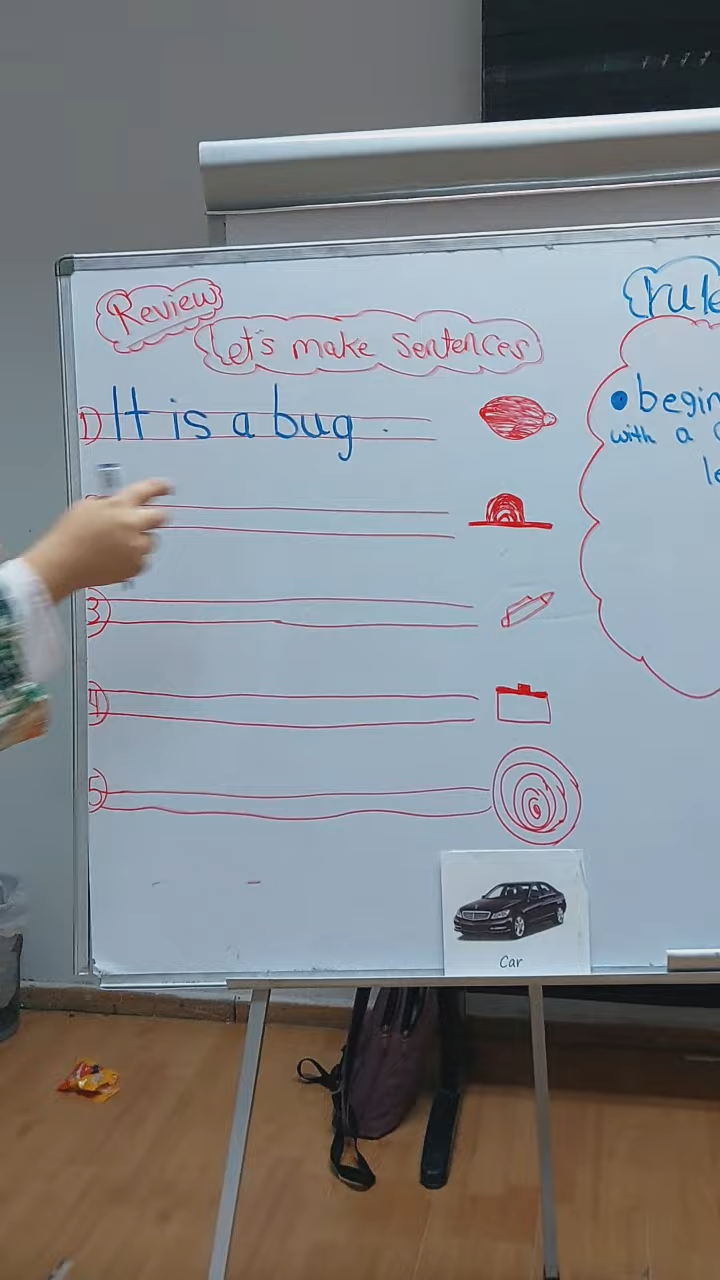 Review
Let's make sentences
1 It is a bug .
3
4
5
rule
• begin
with a
le
Car